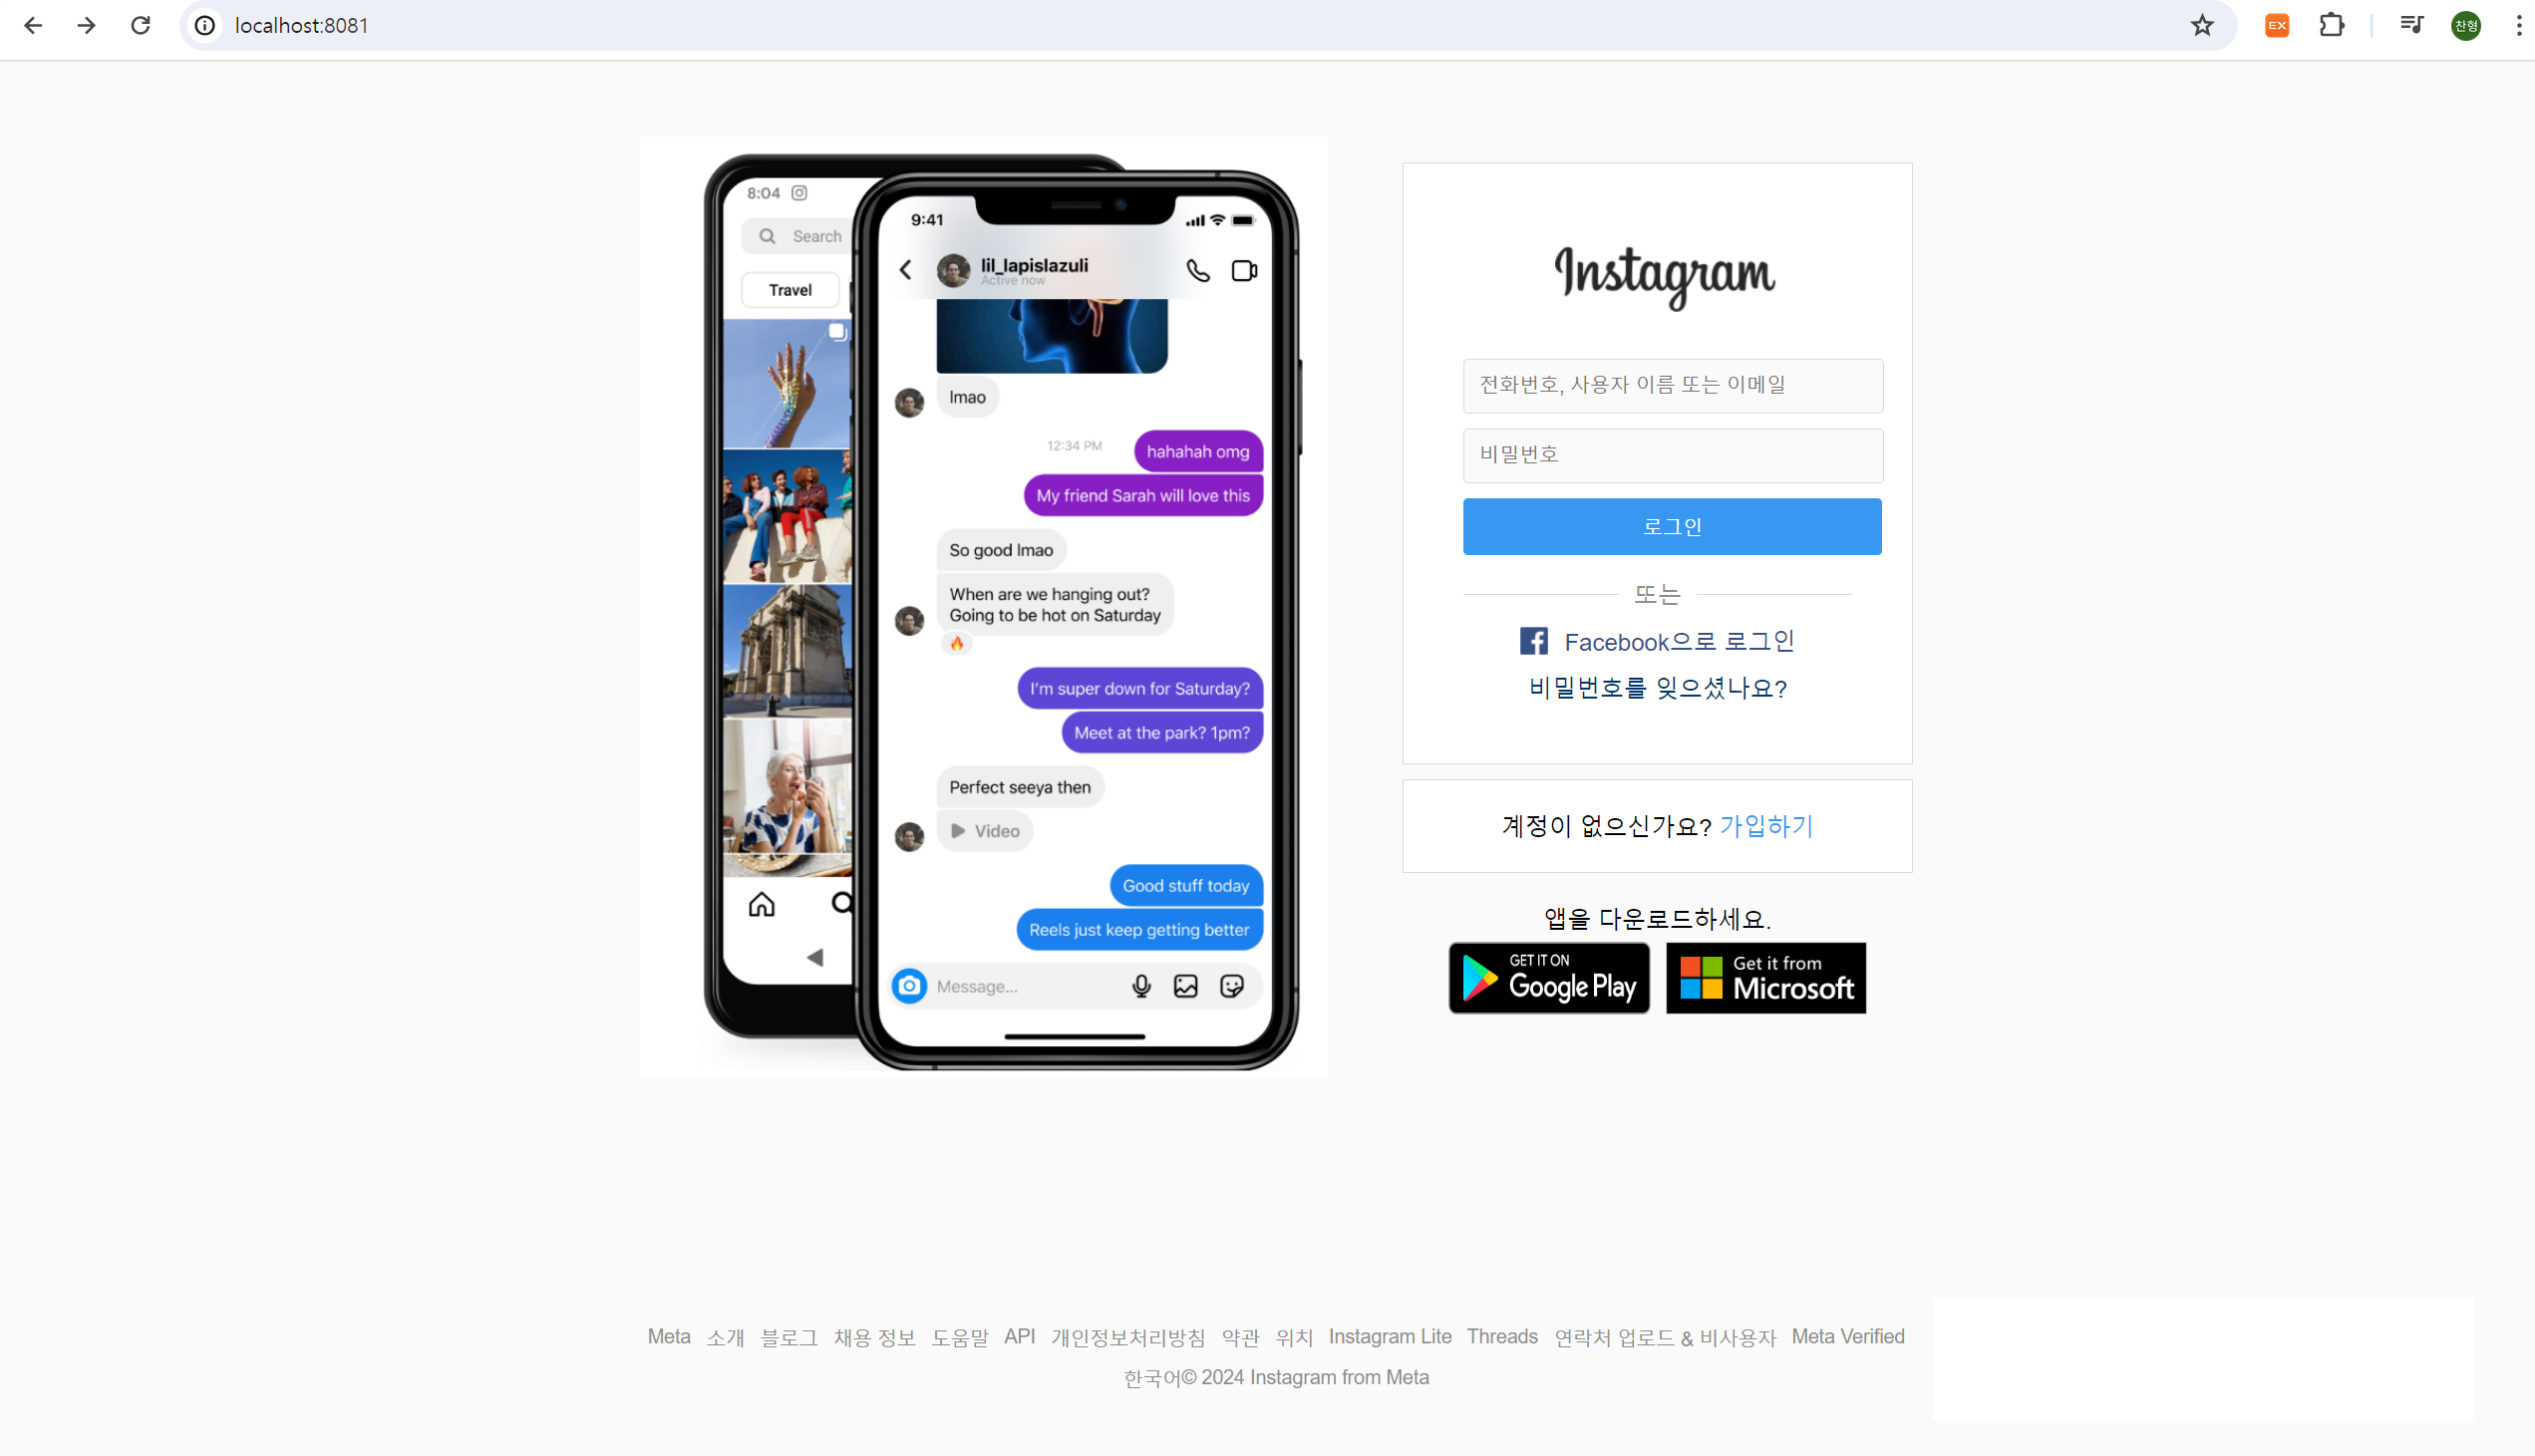 localhost:8081
EX
찬형
8:04
Search
Travel
9:41
lil_lapislazuli
Active now
lmao
12:34 PM
hahahah omg
My friend Sarah will love this
So good lmao
When are we hanging out?
Going to be hot on Saturday
I'm super down for Saturday?
Meet at the park? 1pm?
Perfect seeya then
Video
Good stuff today
Reels just keep getting better
Message...
Instagram
전화번호, 사용자 이름 또는 이메일
비밀번호
로그인
또는
Facebook으로 로그인
비밀번호를 잊으셨나요?
계정이 없으신가요? 가입하기
앱을 다운로드하세요.
GET IT ON
Google Play
Get it from
Microsoft
Meta 소개 블로그 채용 정보 도움말 API 개인정보처리방침 약관 위치 Instagram Lite Threads 연락처 업로드 & 비사용자 Meta Verified
한국어© 2024 Instagram from Meta